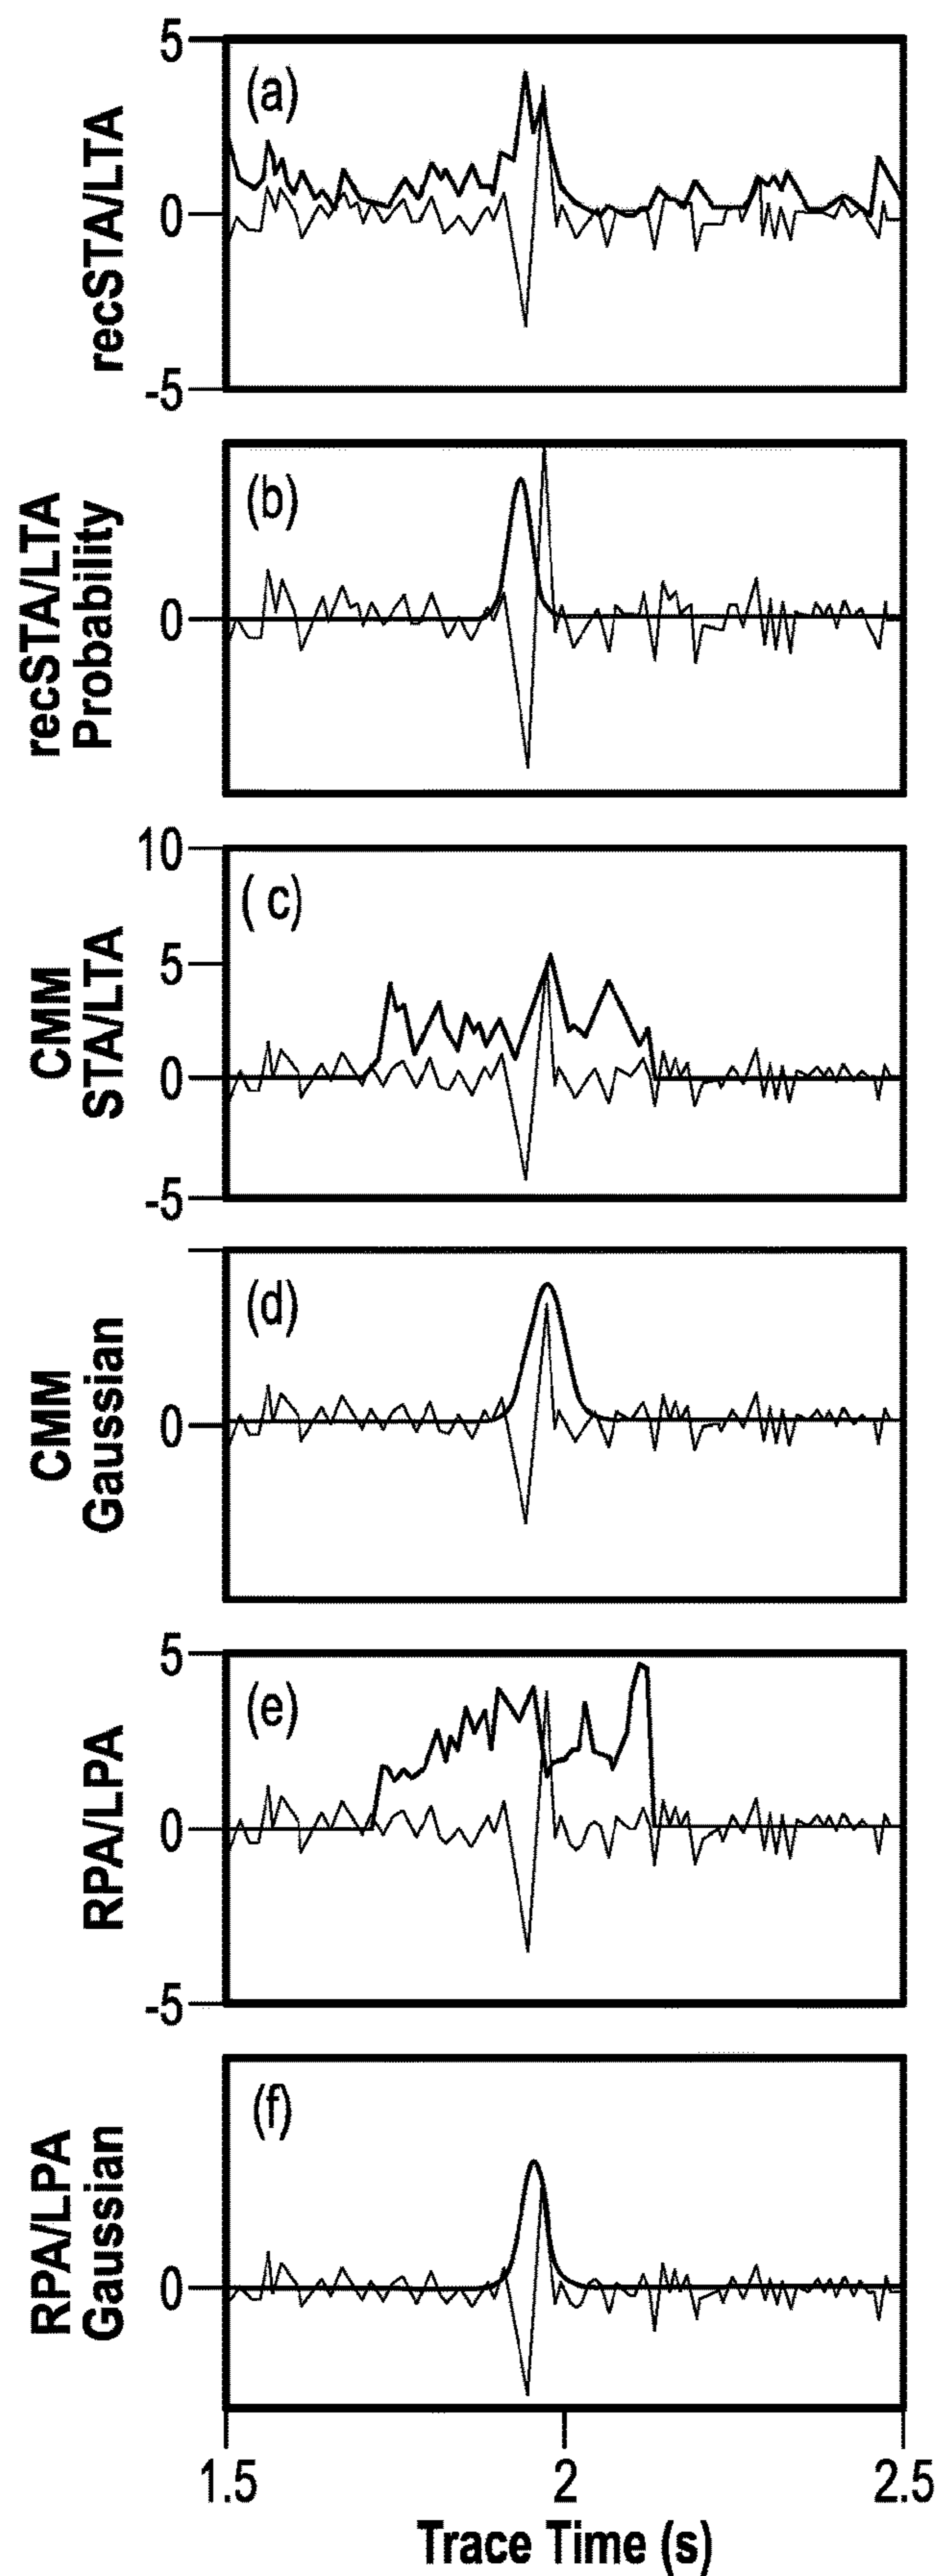 5
(a)
recSTA/LTA
0
-5
(b)
recSTA/LTA
Probability
0
10
( c)
5
CMM
STA/LTA
0
-5
(d)
CMM
Gaussian
0
5
(e)
RPA/LPA
0
-5
(f)
RPA/LPA
Gaussian
0
1.5
2
2.5
Trace Time (s)